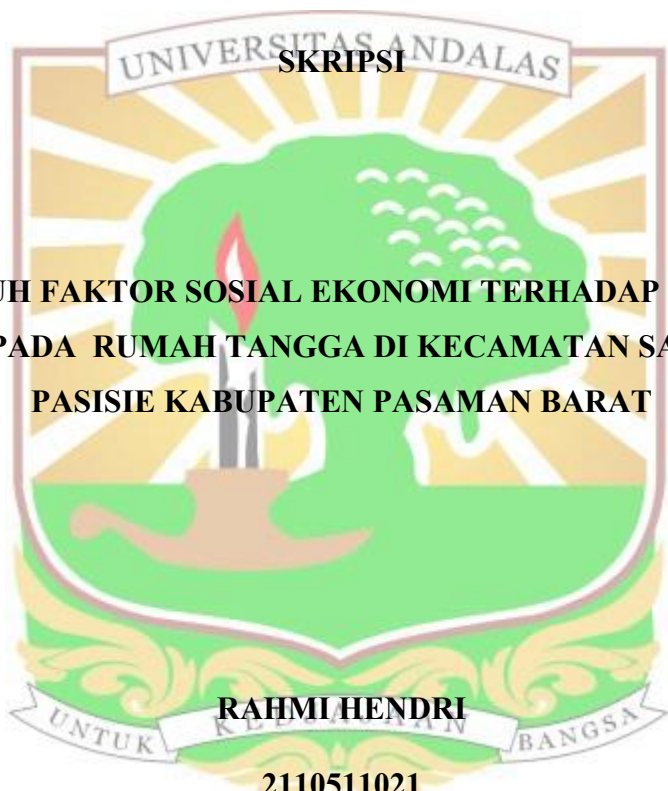 UNIVERSITAS ANDALAS
SKRIPSI
UH FAKTOR SOSIAL EKONOMI TERHADAP
PADA RUMAH TANGGA DI KECAMATAN SA
PASISIE KABUPATEN PASAMAN BARAT
RAHMI HENDRI
UNTUK KEDJAJAAN BANGSA
2110511021